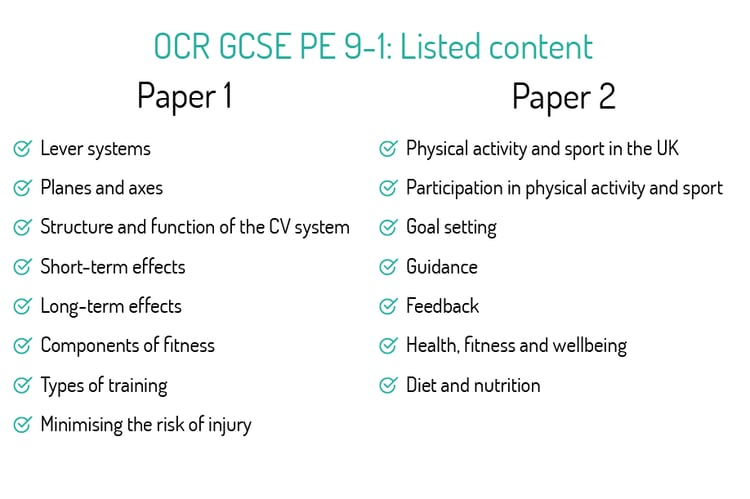 OCR GCSE PE 9-1: Listed content
Paper 1
Lever systems
Planes and axes
Structure and function of the CV system
Short-term effects
Long-term effects
Components of fitness
Types of training
Minimising the risk of injury
Paper 2
Physical activity and sport in the UK
Participation in physical activity and sport
Goal setting
Guidance
Feedback
Health, fitness and wellbeing
Diet and nutrition